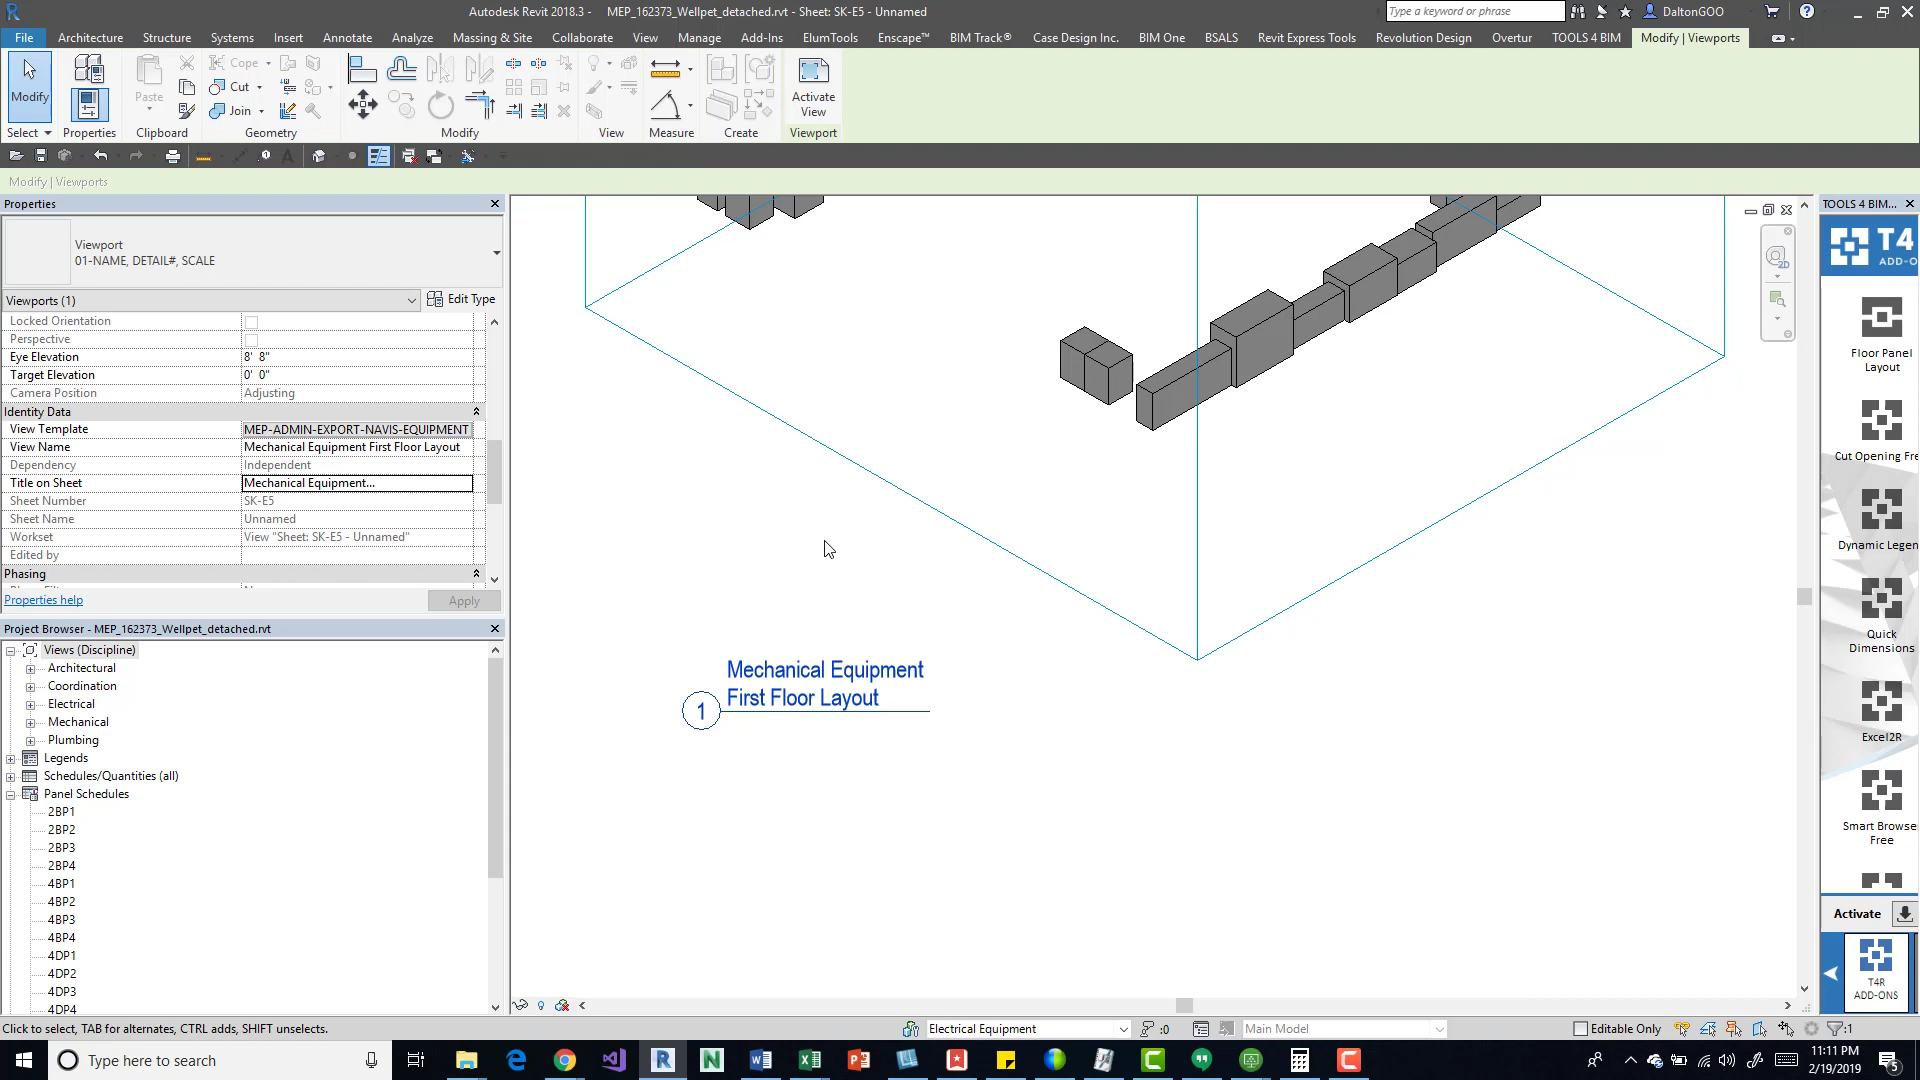 Autodesk Revit 2018.3 - MEP_162373_Wellpet_detached.rvt - Sheet: SK-E5 - Unnamed
Type a keyword or phrase
DaltonGOO
File
Architecture
Structure
Systems
Insert
Annotate
Analyze
Massing & Site
Collaborate
View
Manage
Add-Ins
ElumTools
Enscape™
BIM Track®
Case Design Inc.
BIM One
BSALS
Revit Express Tools
Revolution Design
Overtur
TOOLS 4 BIM
Modify | Viewports
Modify
Paste
Cope
Cut
Join
Activate
View
Select
Properties
Clipboard
Geometry
Modify
View
Measure
Create
Viewport
Modify | Viewports
Properties
Viewport
01-NAME, DETAIL#, SCALE
Viewports (1)
Edit Type
Locked Orientation
Perspective
Eye Elevation 8' 8"
Target Elevation 0' 0"
Camera Position Adjusting
Identity Data
View Template MEP-ADMIN-EXPORT-NAVIS-EQUIPMENT
View Name Mechanical Equipment First Floor Layout
Dependency Independent
Title on Sheet Mechanical Equipment...
Sheet Number SK-E5
Sheet Name Unnamed
Workset View "Sheet: SK-E5 - Unnamed"
Edited by
Phasing
Properties help
Apply
Project Browser - MEP_162373_Wellpet_detached.rvt
Views (Discipline)
Architectural
Coordination
Electrical
Mechanical
Plumbing
Legends
Schedules/Quantities (all)
Panel Schedules
2BP1
2BP2
2BP3
2BP4
4BP1
4BP2
4BP3
4BP4
4DP1
4DP2
4DP3
4DP4
Mechanical Equipment
First Floor Layout
1
2D
TOOLS 4 BIM...
T4
ADD-O
Floor Panel
Layout
Cut Opening Fre
Dynamic Legen
Quick
Dimensions
Excel2R
Smart Browse
Free
Activate
T4R
ADD-ONS
Click to select, TAB for alternates, CTRL adds, SHIFT unselects.
Electrical Equipment
:0
Main Model
Editable Only
:1
Type here to search
11:11 PM
2/19/2019
5